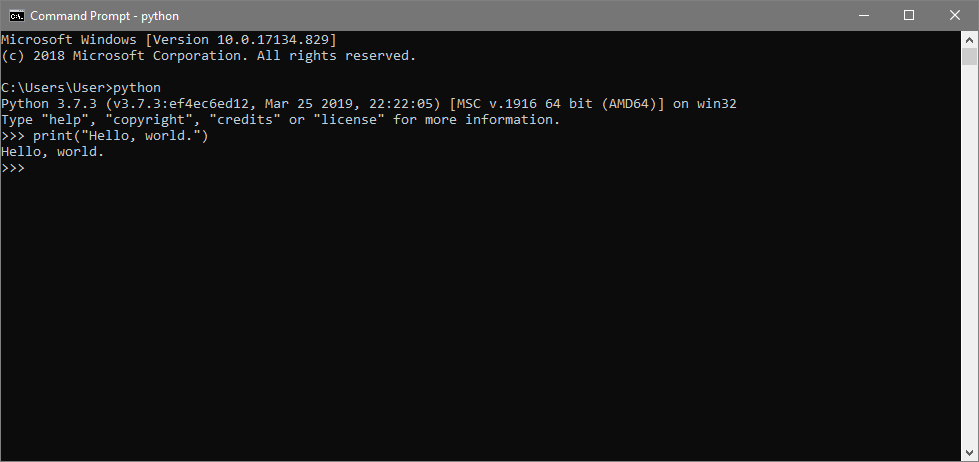 Command Prompt - python
Microsoft Windows [Version 10.0.17134.829]
(c) 2018 Microsoft Corporation. All rights reserved.
C:\Users\User>python
Python 3.7.3 (v3.7.3:ef4ec6ed12, Mar 25 2019, 22:22:05) [MSC v.1916 64 bit (AMD64)] on win32
Type "help", "copyright", "credits" or "license" for more information.
>>> print("Hello, world.")
Hello, world.
>>>